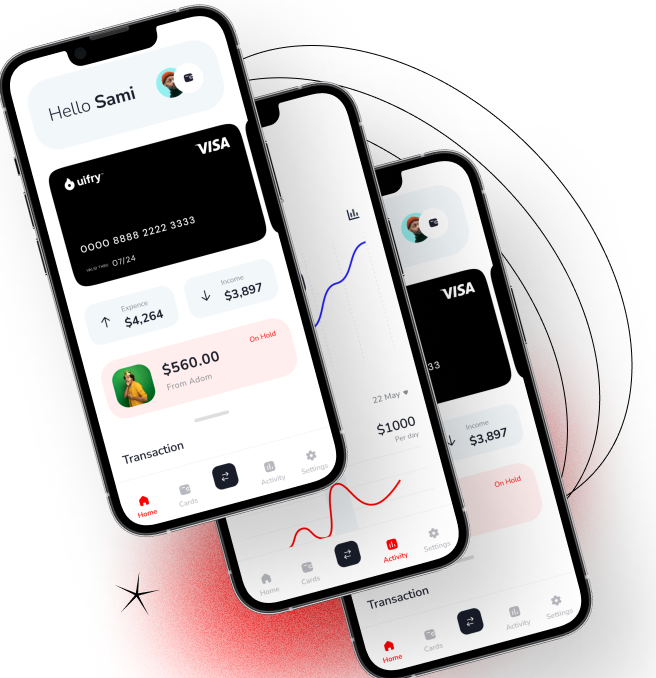 Hello Sami
uifry™
VISA
0000 8888 2222 3333
VALID THRU 07/24
Expence
$4,264
Income
$3,897
$560.00
From Adom
On Hold
Transaction
Home
Cards
Activity
Settings
22 May
$1000
Per day
Home
Cards
Activity
Settings
VISA
33
Income
$3,897
On Hold
Transaction
Home
Cards
Activity
Settings